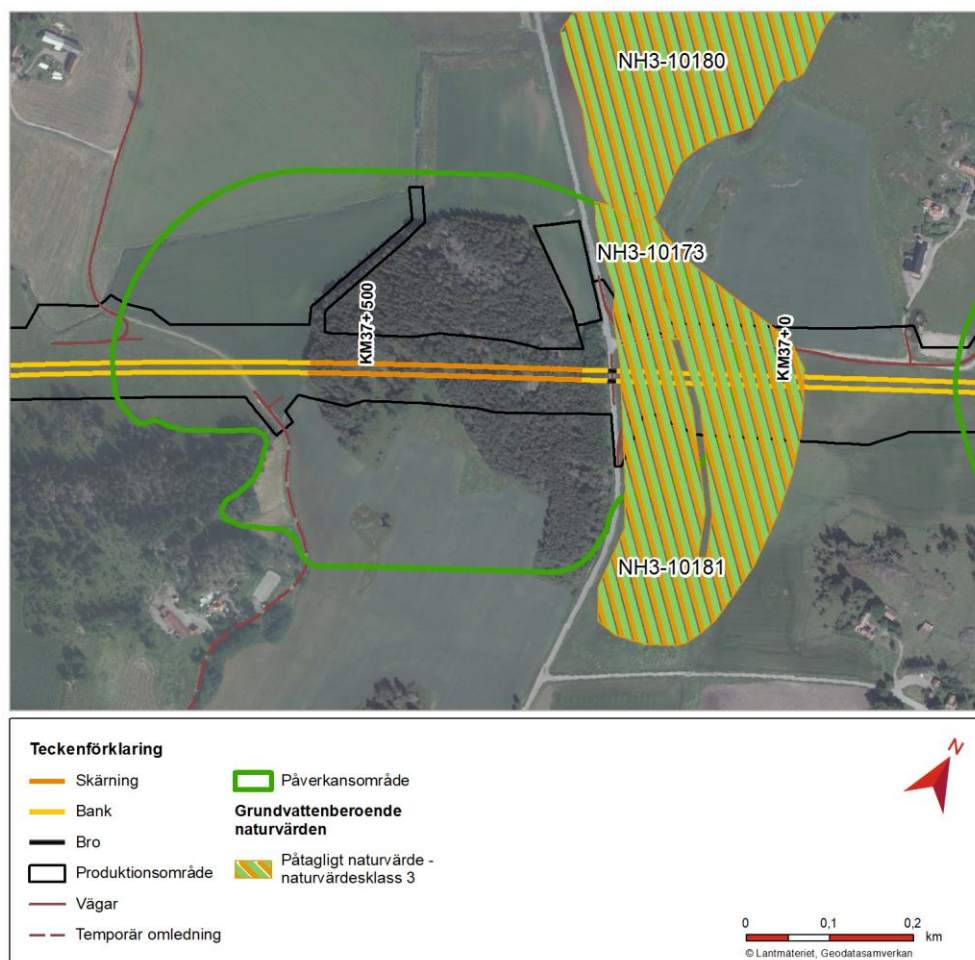 NH3-10180
NH3-10173
KM37+500
KM37+0
NH3-10181
Teckenförklaring
Skärning
Bank
Bro
Produktionsområde
Vägar
Temporär omledning
Påverkansområde
Grundvattenberoende
naturvärden
Påtagligt naturvärde -
naturvärdesklass 3
N
0 0,1 0,2
km
© Lantmäteriet, Geodatasamverkan